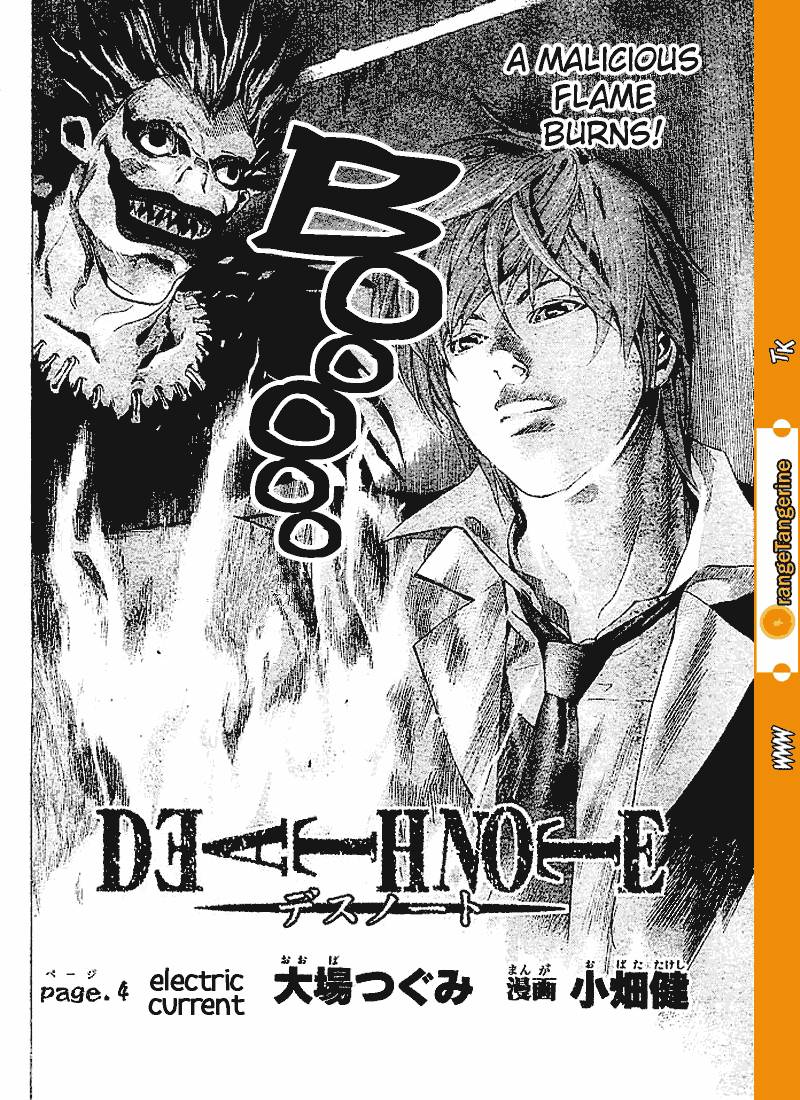 A MALICIOUS
FLAME
BURNS!
BOoOoo
DEATH NOTE
デスノート
ページ
page.4
electric
current
おおば
大場つぐみ
まんが
漫画
おばたたけし
小畑健
TK
OrangeTangerine
WWW